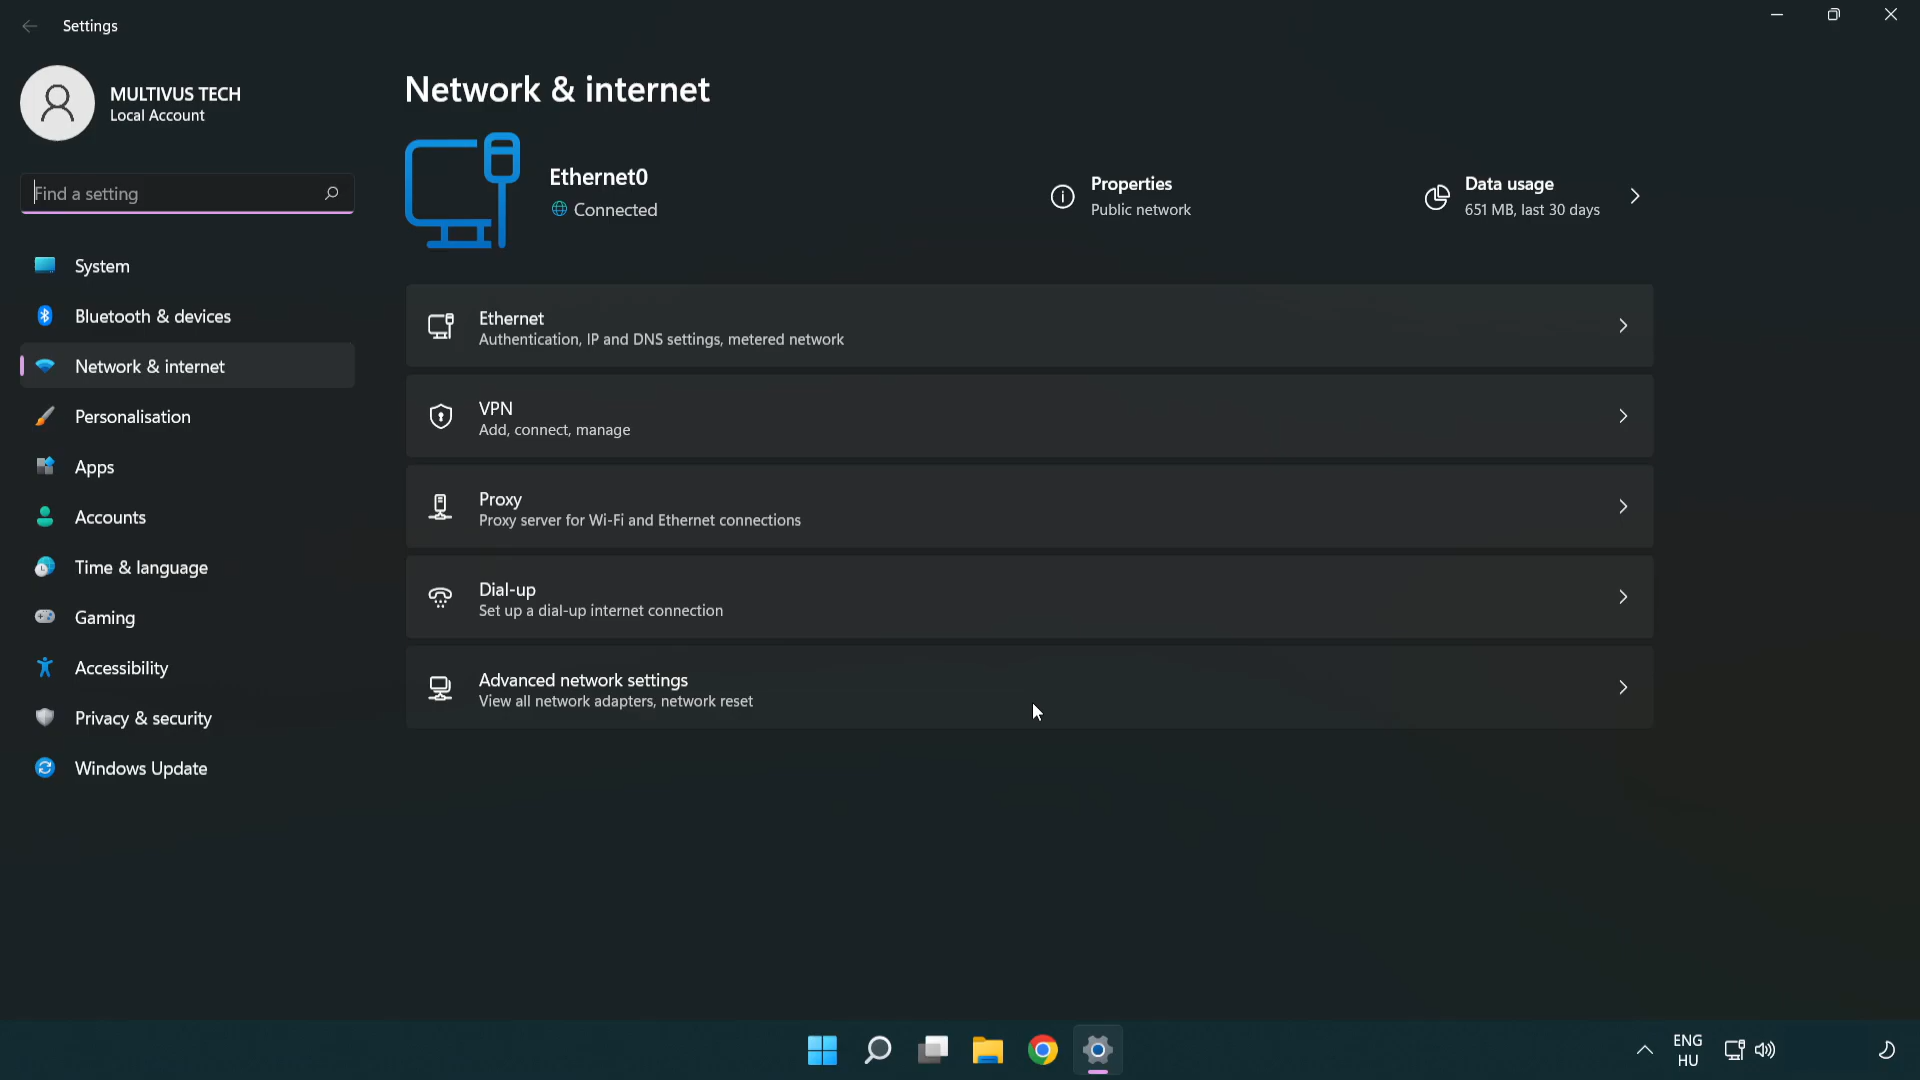 Settings
MULTIVUS TECH
Local Account
Find a setting
System
Bluetooth & devices
Network & internet
Personalisation
Apps
Accounts
Time & language
Gaming
Accessibility
Privacy & security
Windows Update
Network & internet
Ethernet0
Connected
Properties
Public network
Data usage
651 MB, last 30 days
Ethernet
Authentication, IP and DNS settings, metered network
VPN
Add, connect, manage
Proxy
Proxy server for Wi-Fi and Ethernet connections
Dial-up
Set up a dial-up internet connection
Advanced network settings
View all network adapters, network reset
ENG
HU